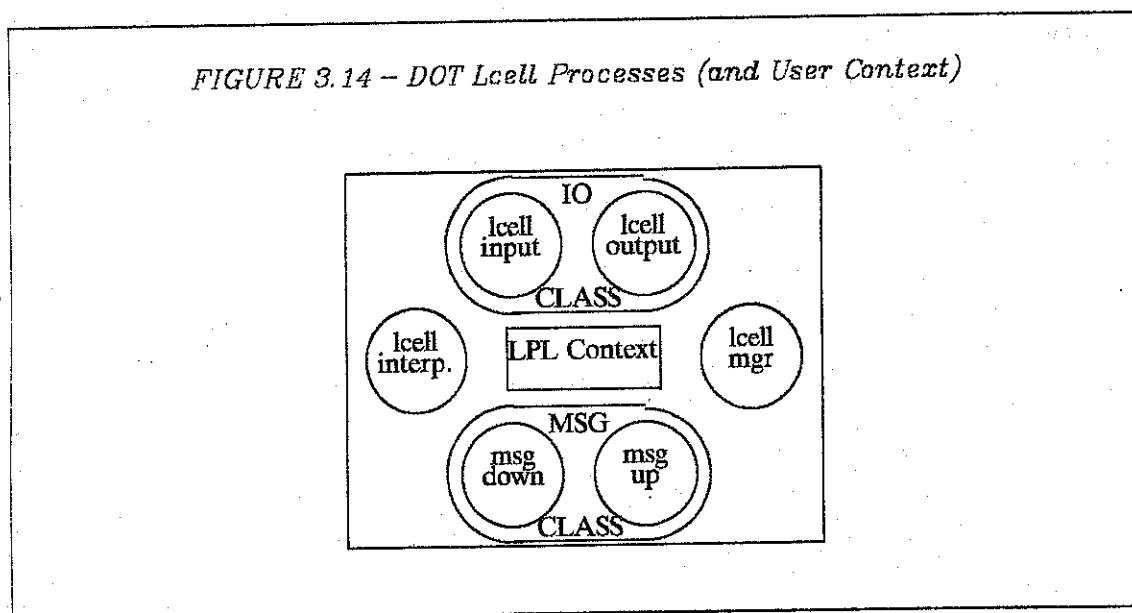 FIGURE 3.14 – DOT Lcell Processes (and User Context)
IO
lcell
input
lcell
output
CLASS
lcell
interp.
LPL Context
lcell
mgr
MSG
msg
down
msg
up
CLASS